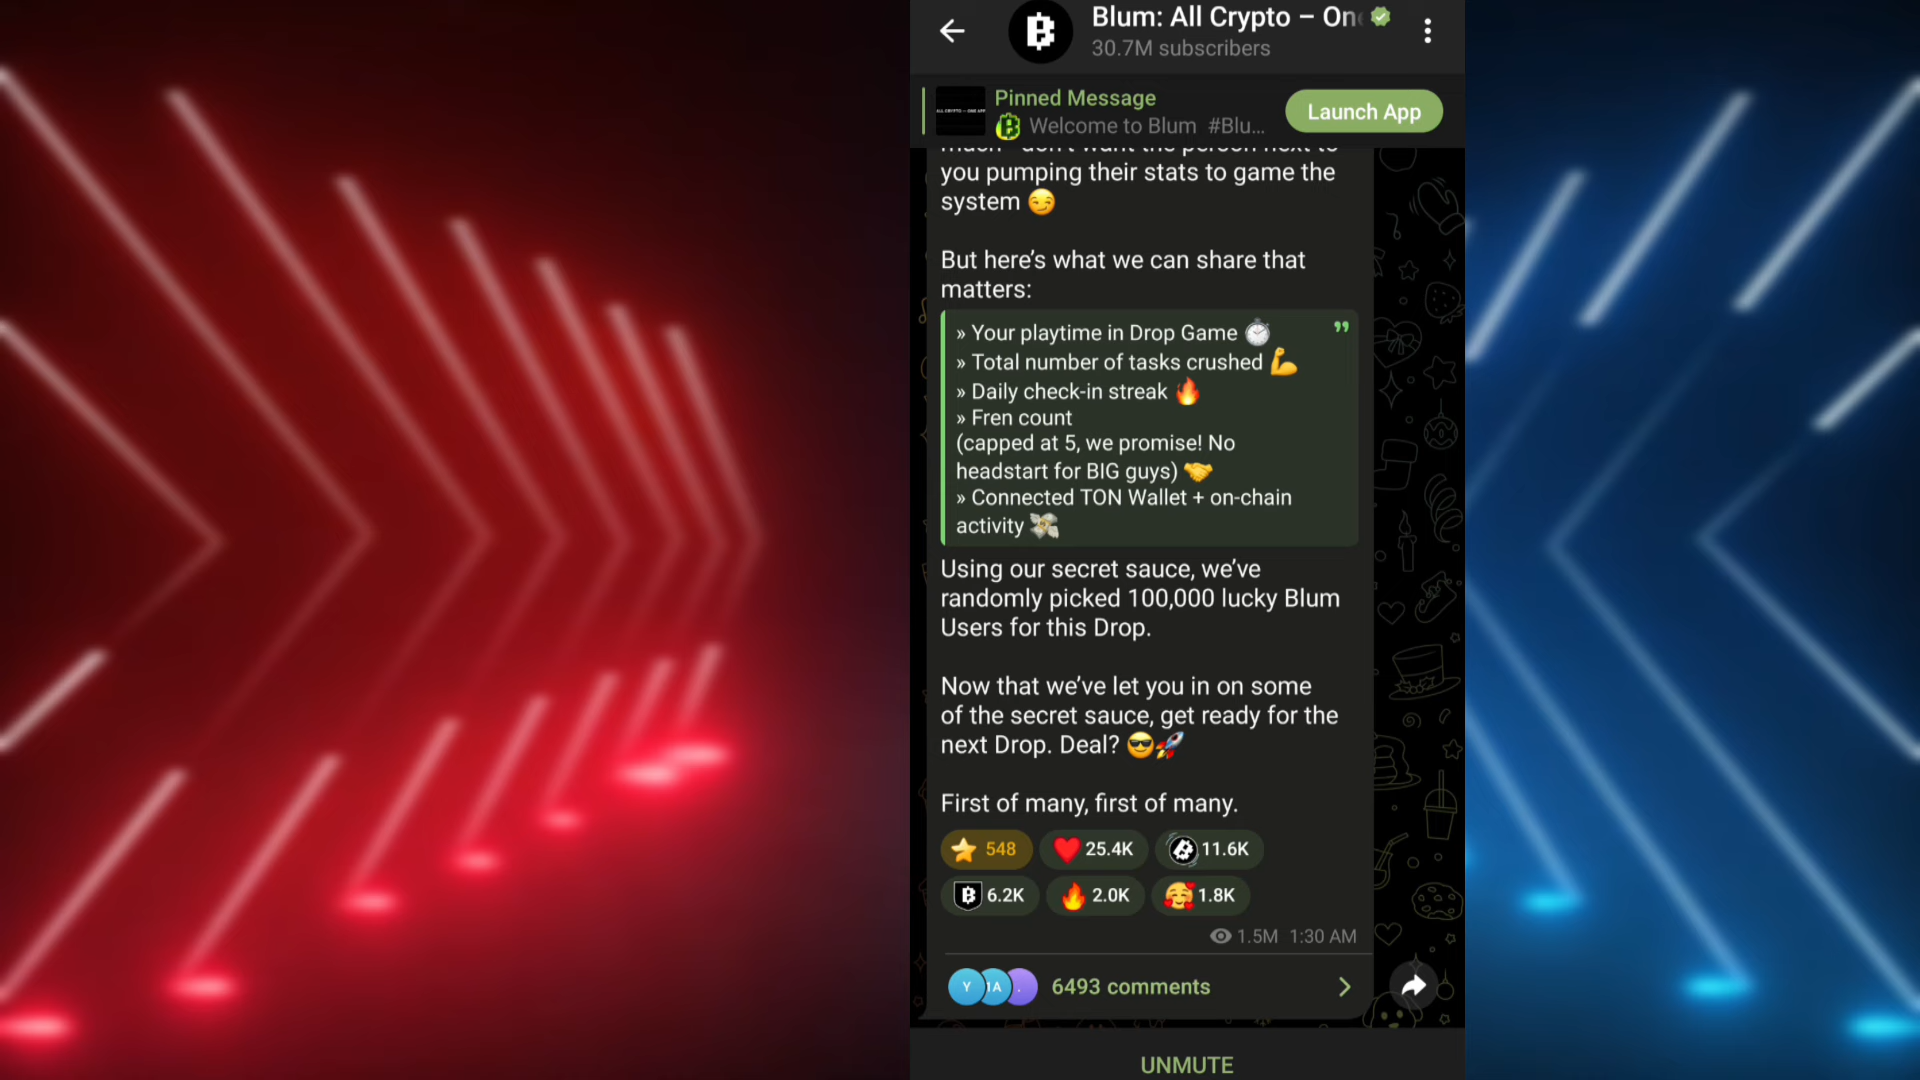 Blum: All Crypto – On
30.7M subscribers
ALL CRYPTO — ONE APP
Pinned Message
Welcome to Blum #Blu...
Launch App
you pumping their stats to game the
system 😏
But here's what we can share that
matters:
» Your playtime in Drop Game ⏱️
» Total number of tasks crushed 💪
» Daily check-in streak 🔥
» Fren count
(capped at 5, we promise! No
headstart for BIG guys) 🤝
» Connected TON Wallet + on-chain
activity 💸
Using our secret sauce, we've
randomly picked 100,000 lucky Blum
Users for this Drop.
Now that we've let you in on some
of the secret sauce, get ready for the
next Drop. Deal? 😎🚀
First of many, first of many.
⭐ 548 ❤️ 25.4K 11.6K
6.2K 🔥 2.0K 🥰 1.8K
1.5M 1:30 AM
Y 1A .
6493 comments
UNMUTE